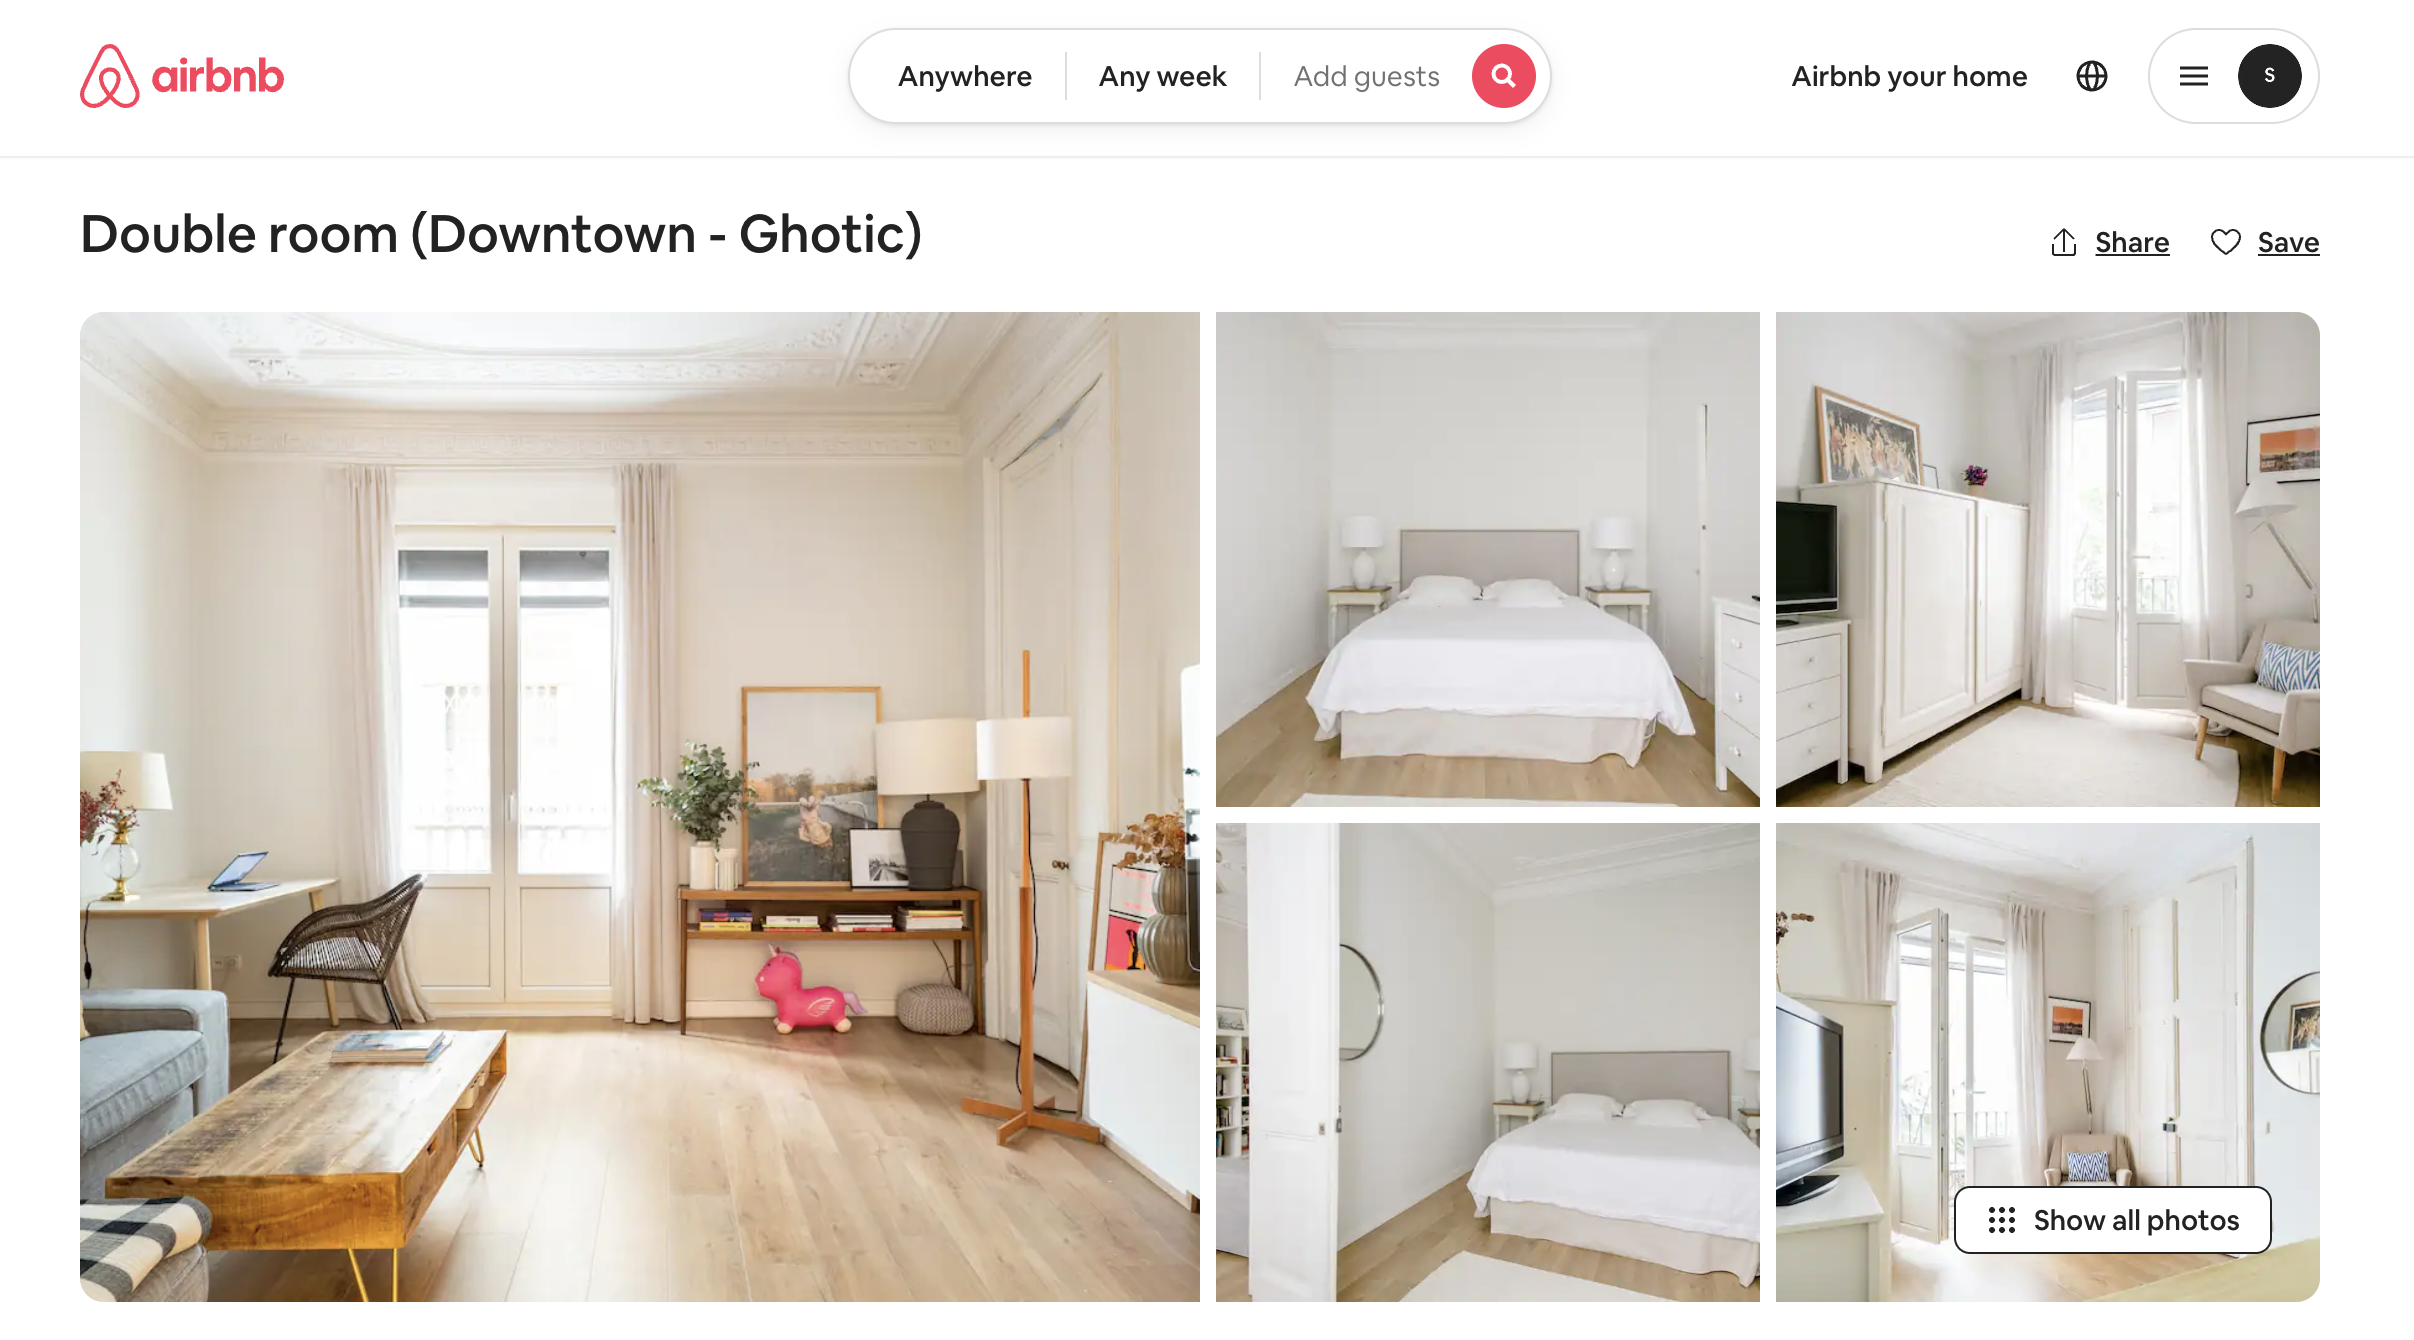 airbnb
Anywhere
Any week
Add guests
Airbnb your home
S
Double room (Downtown - Ghotic)
Share
Save
Show all photos